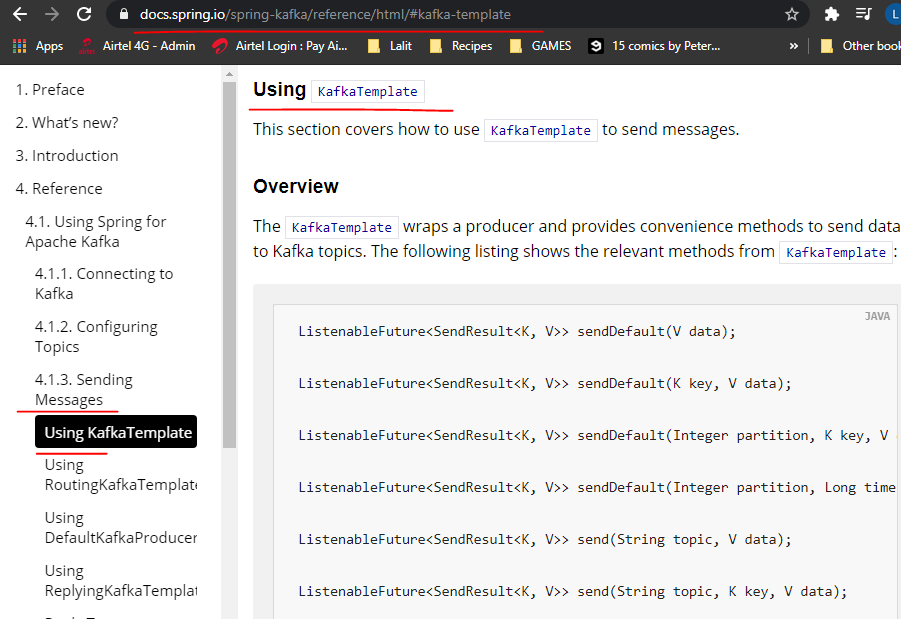 docs.spring.io/spring-kafka/reference/html/#kafka-template
L
Apps Airtel 4G - Admin Airtel Login : Pay Ai... Lalit Recipes GAMES 15 comics by Peter... » Other book
1. Preface
2. What's new?
3. Introduction
4. Reference
4.1. Using Spring for
Apache Kafka
4.1.1. Connecting to
Kafka
4.1.2. Configuring
Topics
4.1.3. Sending
Messages
Using KafkaTemplate
Using
RoutingKafkaTemplate
Using
DefaultKafkaProducer
Using
ReplyingKafkaTemplat
Using KafkaTemplate
This section covers how to use KafkaTemplate to send messages.
Overview
The KafkaTemplate wraps a producer and provides convenience methods to send data
to Kafka topics. The following listing shows the relevant methods from KafkaTemplate:
JAVA
ListenableFuture<SendResult<K, V>> sendDefault(V data);
ListenableFuture<SendResult<K, V>> sendDefault(K key, V data);
ListenableFuture<SendResult<K, V>> sendDefault(Integer partition, K key, V
ListenableFuture<SendResult<K, V>> sendDefault(Integer partition, Long time
ListenableFuture<SendResult<K, V>> send(String topic, V data);
ListenableFuture<SendResult<K, V>> send(String topic, K key, V data);